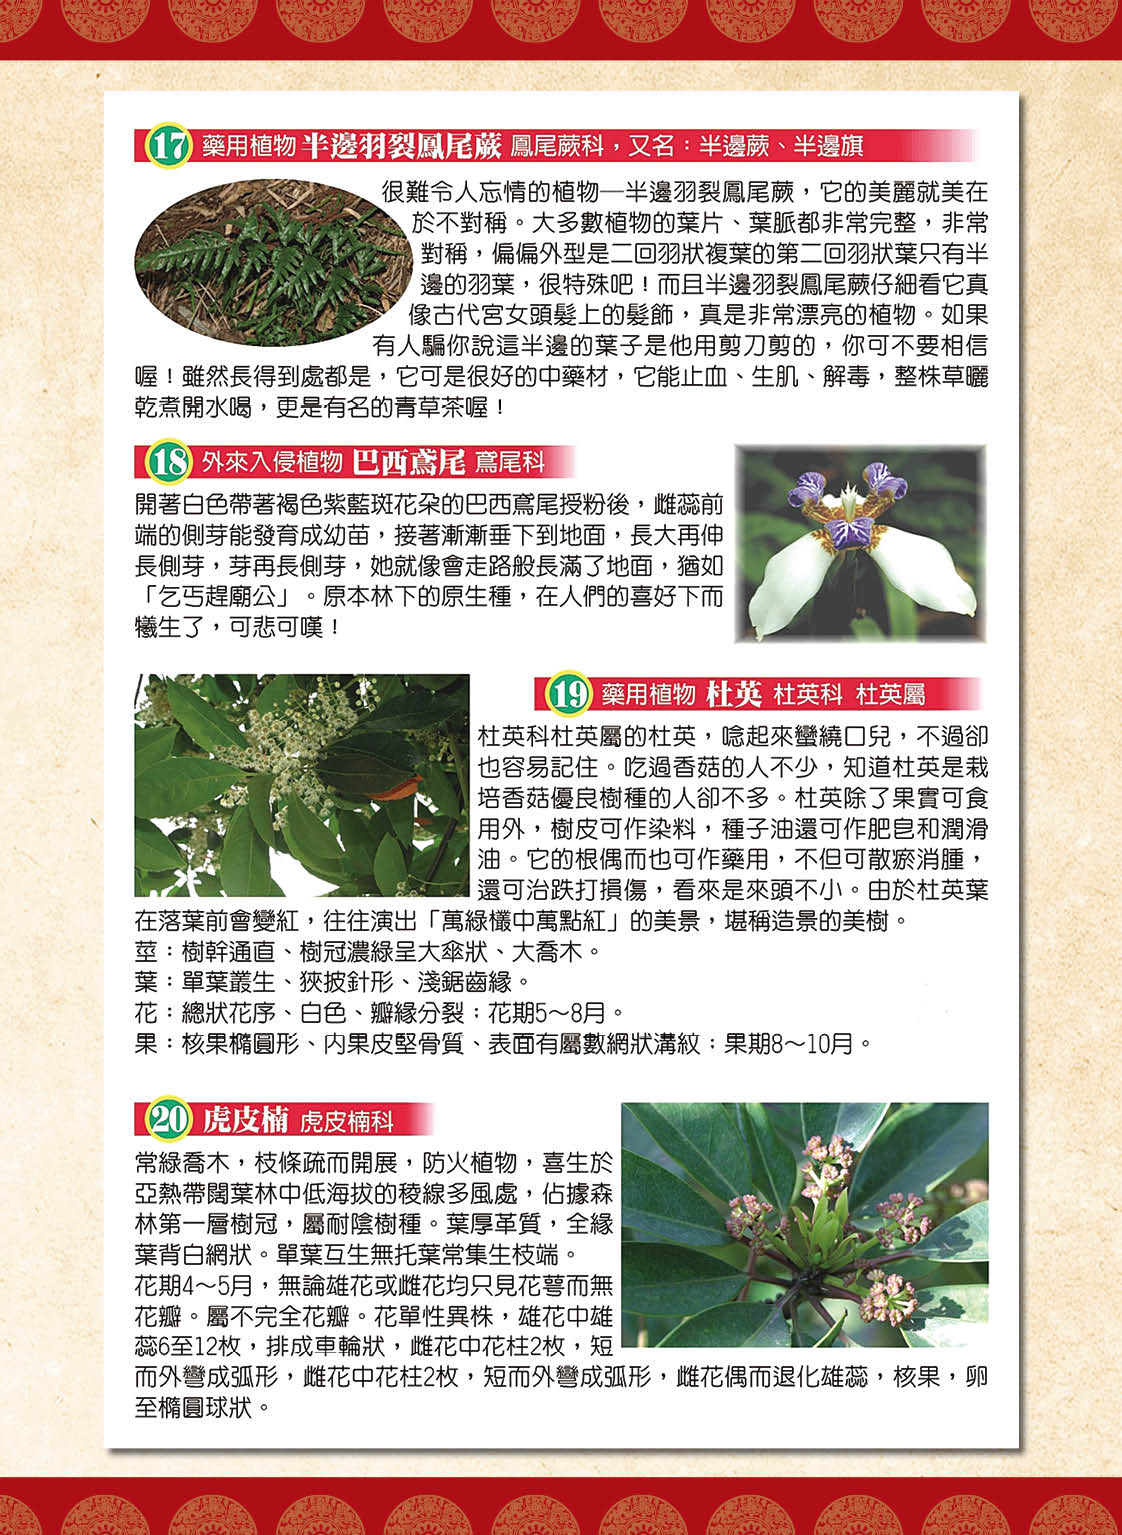 17 藥用植物 半邊羽裂鳳尾蕨 鳳尾蕨科，又名：半邊蕨、半邊旗
很難令人忘情的植物─半邊羽裂鳳尾蕨，它的美麗就美在
於不對稱。大多數植物的葉片、葉脈都非常完整，非常
對稱，偏偏外型是二回羽狀複葉的第二回羽狀葉只有半
邊的羽葉，很特殊吧！而且半邊羽裂鳳尾蕨仔細看它真
像古代宮女頭髮上的髮飾，真是非常漂亮的植物。如果
有人騙你說這半邊的葉子是他用剪刀剪的，你可不要相信
喔！雖然長得到處都是，它可是很好的中藥材，它能止血、生肌、解毒，整株草曬
乾煮開水喝，更是有名的青草茶喔！
18 外來入侵植物 巴西鳶尾 鳶尾科
開著白色帶著褐色紫藍斑花朵的巴西鳶尾授粉後，雌蕊前
端的側芽能發育成幼苗，接著漸漸垂下到地面，長大再伸
長側芽，芽再長側芽，她就像會走路般長滿了地面，猶如
「乞丐趕廟公」。原本林下的原生種，在人們的喜好下而
犧生了，可悲可嘆！
19 藥用植物 杜英 杜英科 杜英屬
杜英科杜英屬的杜英，唸起來蠻繞口兒，不過卻
也容易記住。吃過香菇的人不少，知道杜英是栽
培香菇優良樹種的人卻不多。杜英除了果實可食
用外，樹皮可作染料，種子油還可作肥皂和潤滑
油。它的根偶而也可作藥用，不但可散瘀消腫，
還可治跌打損傷，看來是來頭不小。由於杜英葉
在落葉前會變紅，往往演出「萬綠欉中萬點紅」的美景，堪稱造景的美樹。
莖：樹幹通直、樹冠濃綠呈大傘狀、大喬木。
葉：單葉叢生、狹披針形、淺鋸齒緣。
花：總狀花序、白色、瓣緣分裂；花期5～8月。
果：核果橢圓形、內果皮堅骨質、表面有屬數網狀溝紋；果期8～10月。
20 虎皮楠 虎皮楠科
常綠喬木，枝條疏而開展，防火植物，喜生於
亞熱帶闊葉林中低海拔的稜線多風處，佔據森
林第一層樹冠，屬耐陰樹種。葉厚革質，全緣
葉背白網狀。單葉互生無托葉常集生枝端。
花期4～5月，無論雄花或雌花均只見花萼而無
花瓣。屬不完全花瓣。花單性異株，雄花中雄
蕊6至12枚，排成車輪狀，雌花中花柱2枚，短
而外彎成弧形，雌花中花柱2枚，短而外彎成弧形，雌花偶而退化雄蕊，核果，卵
至橢圓球狀。